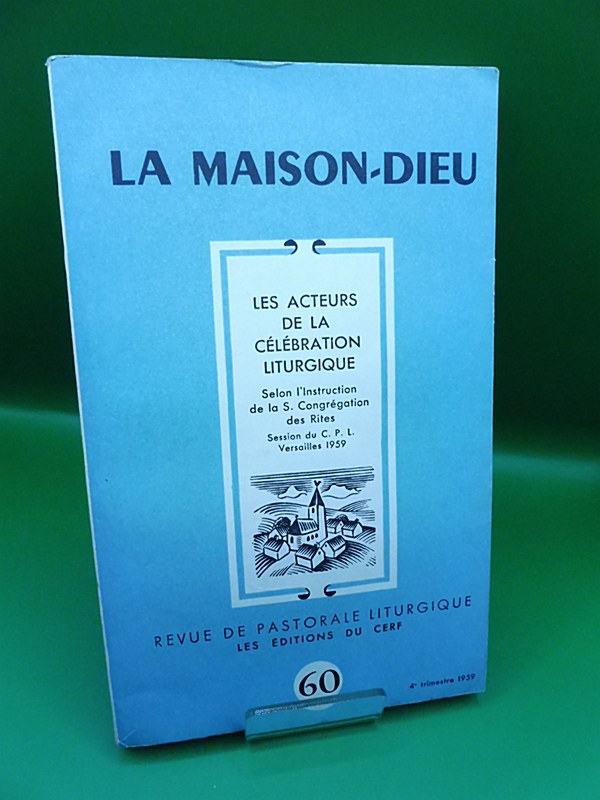 LA MAISON-DIEU
LES ACTEURS
DE LA
CÉLÉBRATION
LITURGIQUE
Selon l'Instruction
de la S. Congrégation
des Rites
Session du C. P. L.
Versailles 1959
REVUE DE PASTORALE LITURGIQUE
LES ÉDITIONS DU CERF
60
4e trimestre 1959